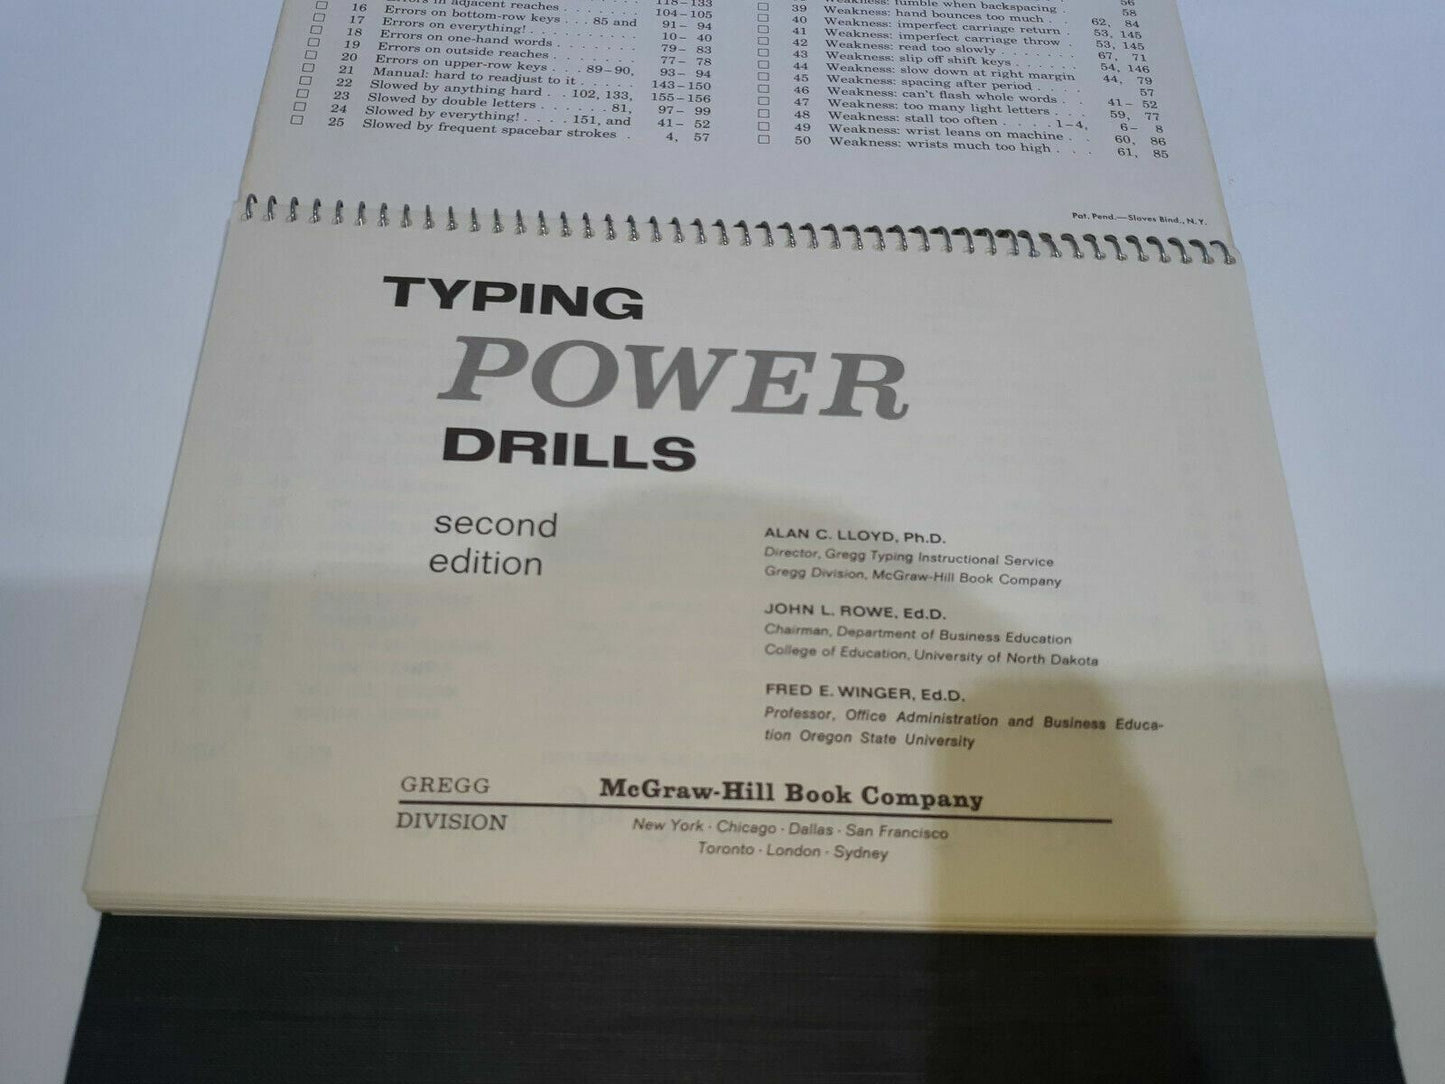 Errors in adjacent reaches . . . . . . 118–133
16 Errors on bottom-row keys . . . 85 and 104–105
17 Errors on everything! . . . . . . . . . 91– 94
18 Errors on one-hand words . . . . . . . 10– 40
19 Errors on outside reaches . . . . . . . 79– 83
20 Errors on upper-row keys . . . 89–90, 77– 78
21 Manual: hard to readjust to it . . . . . 93– 94
22 Slowed by anything hard . . 102, 133, 143–150
23 Slowed by double letters . . . . . . . 81, 155–156
24 Slowed by everything! . . . . 151, and 97– 99
25 Slowed by frequent spacebar strokes . 41– 52
4, 57
Weakness: fumble when backspacing . 56
39 Weakness: hand bounces too much . . 58
40 Weakness: imperfect carriage return . 62, 84
41 Weakness: imperfect carriage throw . 53, 145
42 Weakness: read too slowly . . . . . 53, 145
43 Weakness: slip off shift keys . . . . . 67, 71
44 Weakness: slow down at right margin 54, 146
45 Weakness: spacing after period . . . . 44, 79
46 Weakness: can't flash whole words . . 57
47 Weakness: too many light letters . . . 41– 52
48 Weakness: stall too often . . . . 1–4, 59, 77
49 Weakness: wrist leans on machine . . 6– 8
50 Weakness: wrists much too high . . . 60, 86
61, 85
Pat. Pend.—Sloves Bind., N.Y.
TYPING
POWER
DRILLS
second
edition
ALAN C. LLOYD, Ph.D.
Director, Gregg Typing Instructional Service
Gregg Division, McGraw-Hill Book Company
JOHN L. ROWE, Ed.D.
Chairman, Department of Business Education
College of Education, University of North Dakota
FRED E. WINGER, Ed.D.
Professor, Office Administration and Business Educa-
tion Oregon State University
GREGG McGraw-Hill Book Company
DIVISION New York · Chicago · Dallas · San Francisco
Toronto · London · Sydney